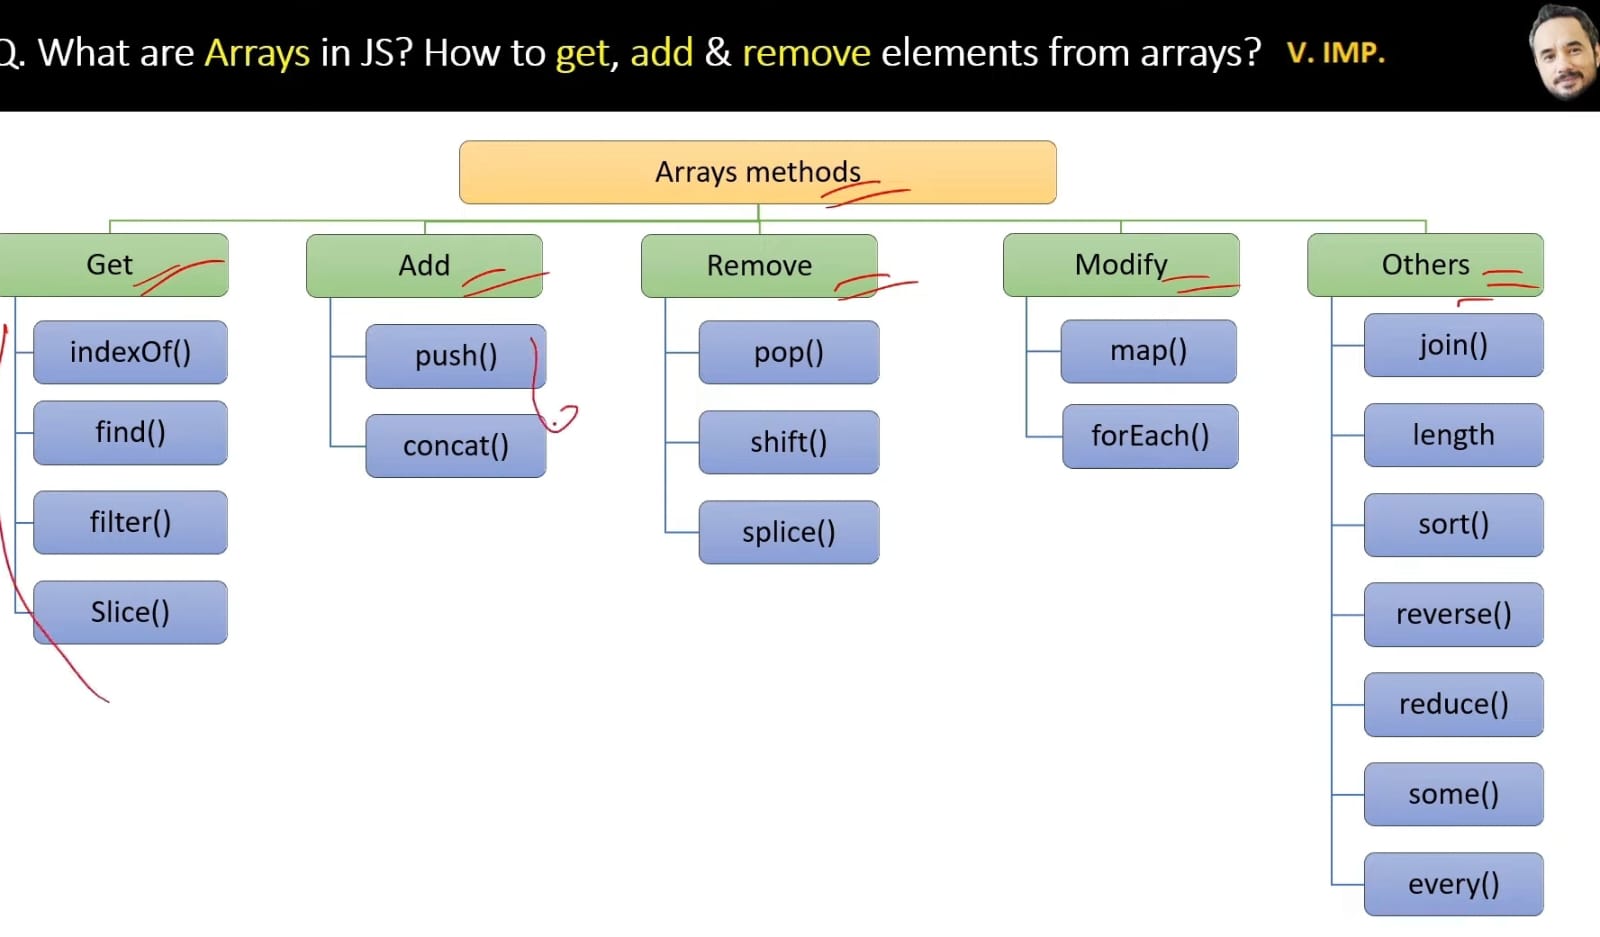 Q. What are Arrays in JS? How to get, add & remove elements from arrays? V. IMP.
Arrays methods
Get
indexOf()
find()
filter()
Slice()
Add
push()
concat()
Remove
pop()
shift()
splice()
Modify
map()
forEach()
Others
join()
length
sort()
reverse()
reduce()
some()
every()